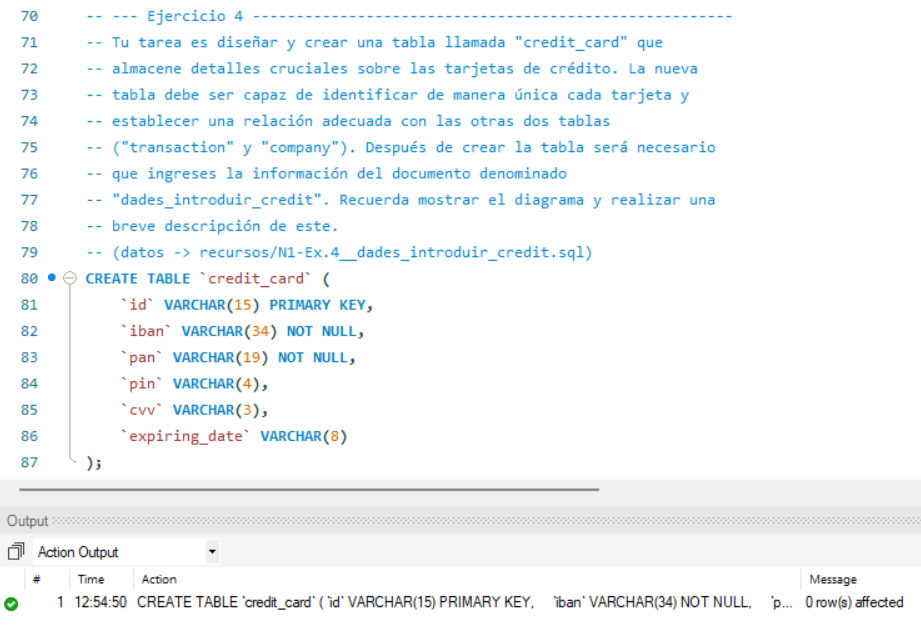 70 -- --- Ejercicio 4 -----------------------------------------------------
71 -- Tu tarea es diseñar y crear una tabla llamada "credit_card" que
72 -- almacene detalles cruciales sobre las tarjetas de crédito. La nueva
73 -- tabla debe ser capaz de identificar de manera única cada tarjeta y
74 -- establecer una relación adecuada con las otras dos tablas
75 -- ("transaction" y "company"). Después de crear la tabla será necesario
76 -- que ingreses la información del documento denominado
77 -- "dades_introduir_credit". Recuerda mostrar el diagrama y realizar una
78 -- breve descripción de este.
79 -- (datos -> recursos/N1-Ex.4__dades_introduir_credit.sql)
80 CREATE TABLE `credit_card` (
81 `id` VARCHAR(15) PRIMARY KEY,
82 `iban` VARCHAR(34) NOT NULL,
83 `pan` VARCHAR(19) NOT NULL,
84 `pin` VARCHAR(4),
85 `cvv` VARCHAR(3),
86 `expiring_date` VARCHAR(8)
87 );
Output
Action Output
# Time Action Message
1 12:54:50 CREATE TABLE `credit_card` ( `id` VARCHAR(15) PRIMARY KEY, `iban` VARCHAR(34) NOT NULL, `p... 0 row(s) affected